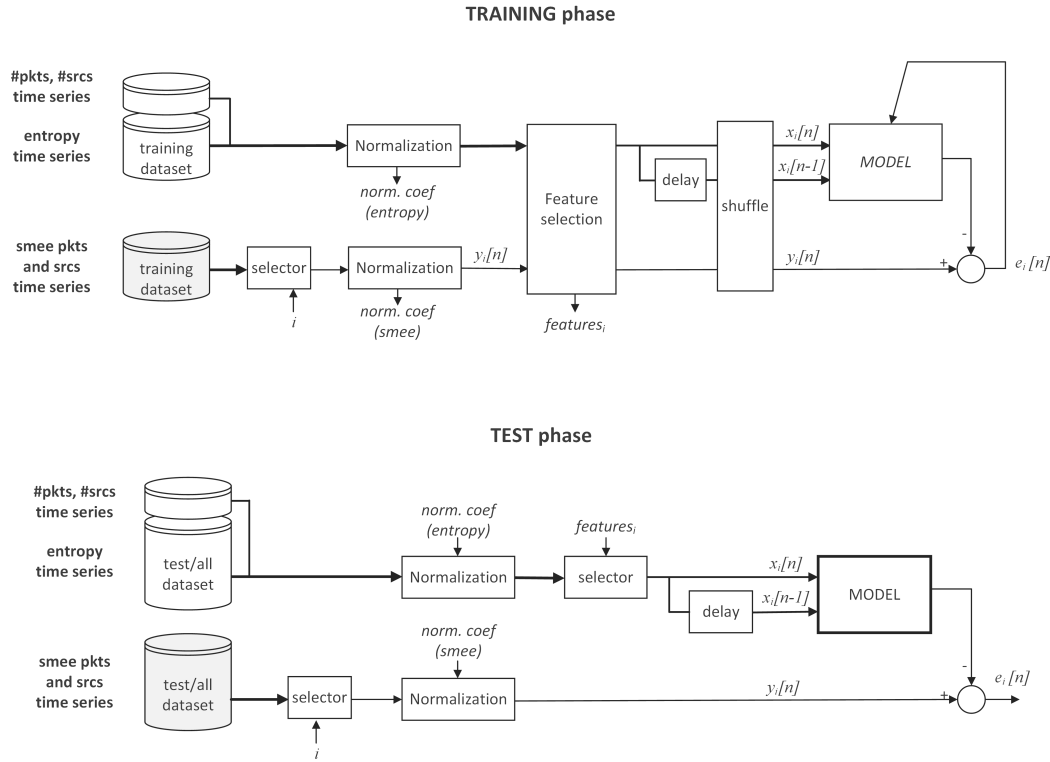 TRAINING phase
#pkts, #srcs
time series
entropy
time series
training
dataset
Normalization
norm. coef
(entropy)
smee pkts
and srcs
time series
training
dataset
selector
i
Normalization
norm. coef
(smee)
yi[n]
Feature
selection
featuresi
delay
shuffle
xi[n]
xi[n-1]
yi[n]
MODEL
-
+
ei[n]
TEST phase
#pkts, #srcs
time series
entropy
time series
test/all
dataset
norm. coef
(entropy)
Normalization
featuresi
selector
delay
xi[n]
xi[n-1]
MODEL
smee pkts
and srcs
time series
test/all
dataset
selector
i
norm. coef
(smee)
Normalization
yi[n]
-
+
ei[n]